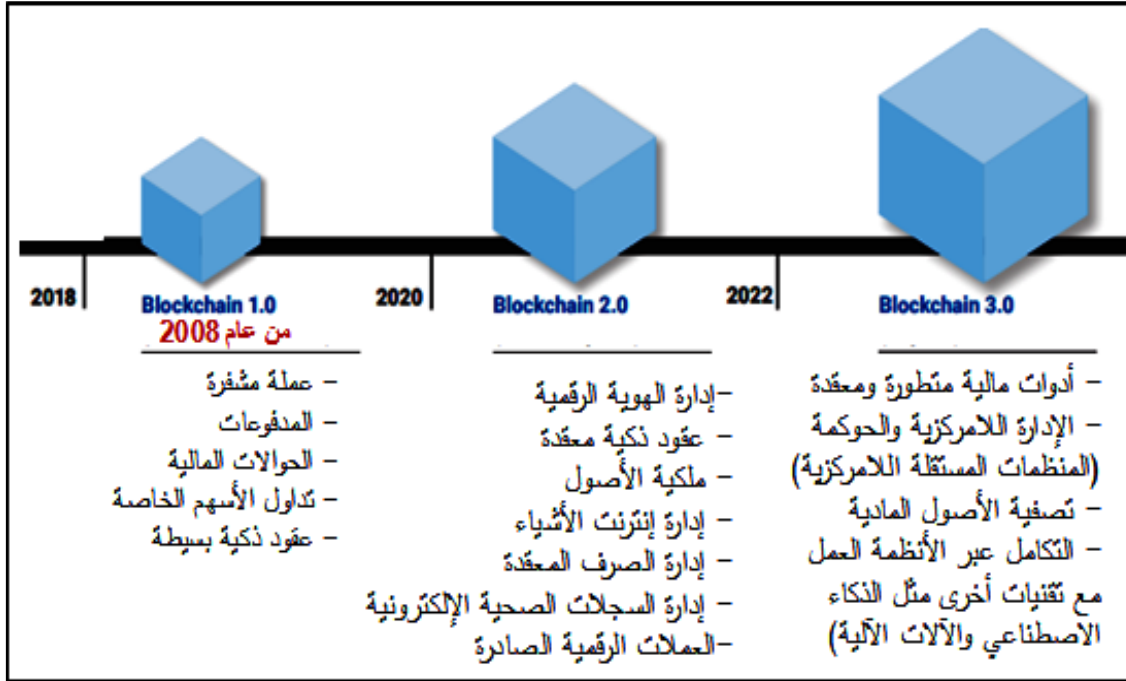 2018
Blockchain 1.0
من عام 2008
– عملة مشفرة
– المدفوعات
– الحوالات المالية
– تداول الأسهم الخاصة
– عقود ذكية بسيطة
2020
Blockchain 2.0
–إدارة الهوية الرقمية
– عقود ذكية معقدة
– ملكية الأصول
– إدارة إنترنت الأشياء
– إدارة الصرف المعقدة
– إدارة السجلات الصحية الإلكترونية
–العملات الرقمية الصادرة
2022
Blockchain 3.0
– أدوات مالية متطورة ومعقدة
– الإدارة اللامركزية والحوكمة
(المنظمات المستقلة اللامركزية)
– تصفية الأصول المادية
– التكامل عبر الأنظمة العمل
مع تقنيات أخرى مثل الذكاء
الاصطناعي والآلات الآلية)